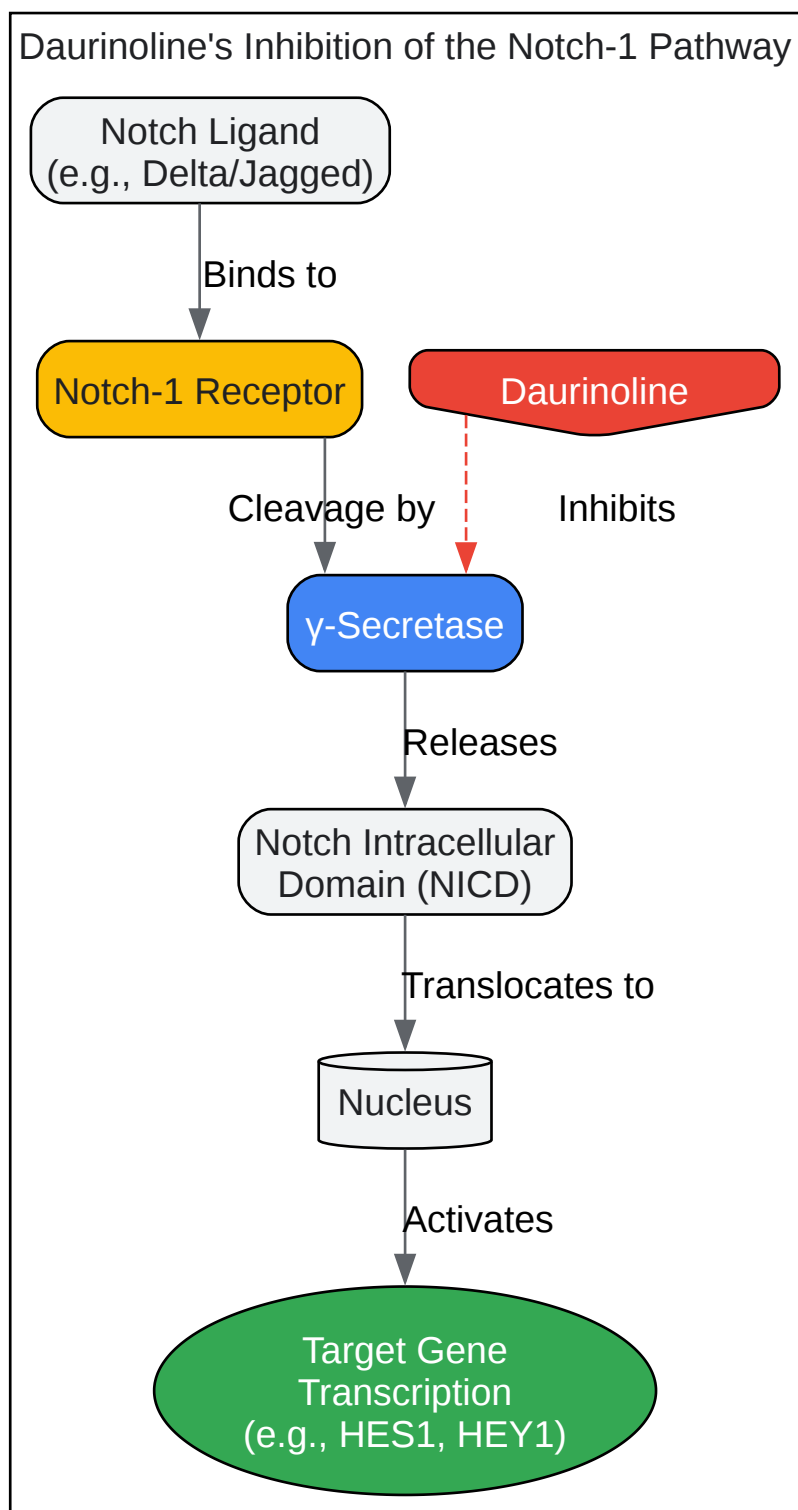 Daurinoline's Inhibition of the Notch-1 Pathway
Notch Ligand
(e.g., Delta/Jagged)
Binds to
Notch-1 Receptor
Daurinoline
Cleavage by
Inhibits
γ-Secretase
Releases
Notch Intracellular
Domain (NICD)
Translocates to
Nucleus
Activates
Target Gene
Transcription
(e.g., HES1, HEY1)